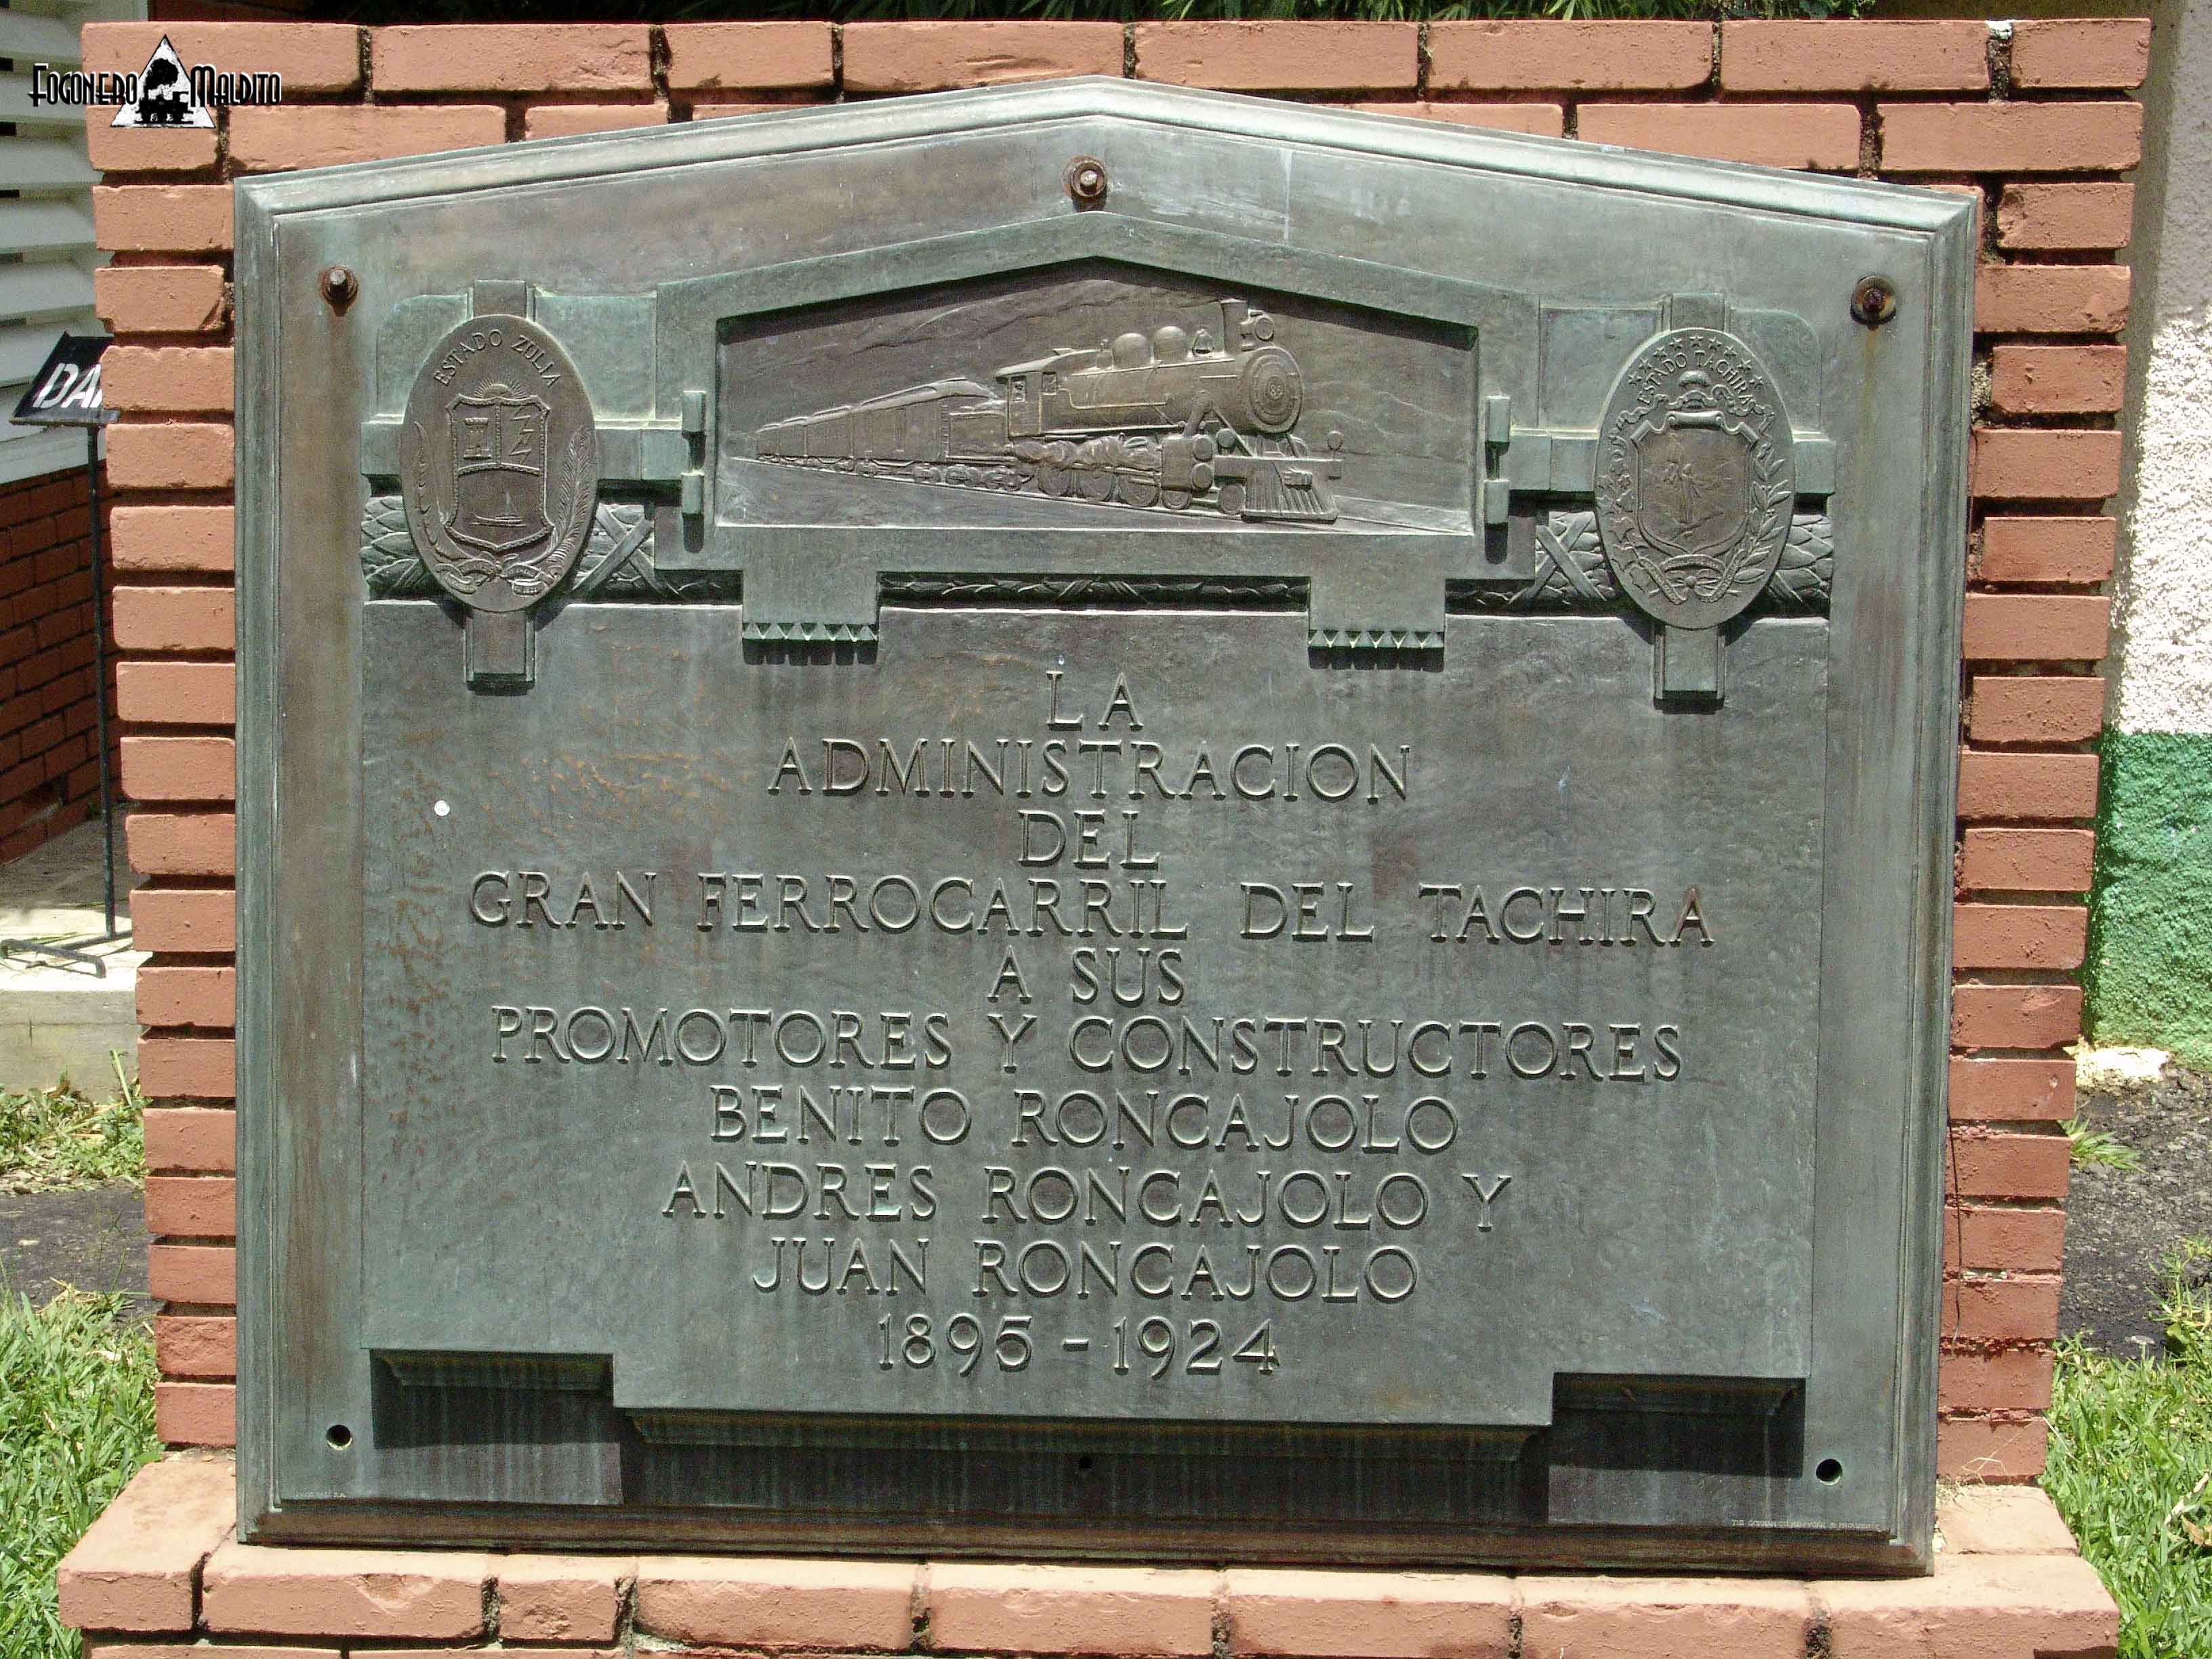 FOGONERO MALDITO
ESTADO ZULIA
ESTADO TACHIRA
LA
ADMINISTRACION
DEL
GRAN FERROCARRIL DEL TACHIRA
A SUS
PROMOTORES Y CONSTRUCTORES
BENITO RONCAJOLO
ANDRES RONCAJOLO Y
JUAN RONCAJOLO
1895 - 1924